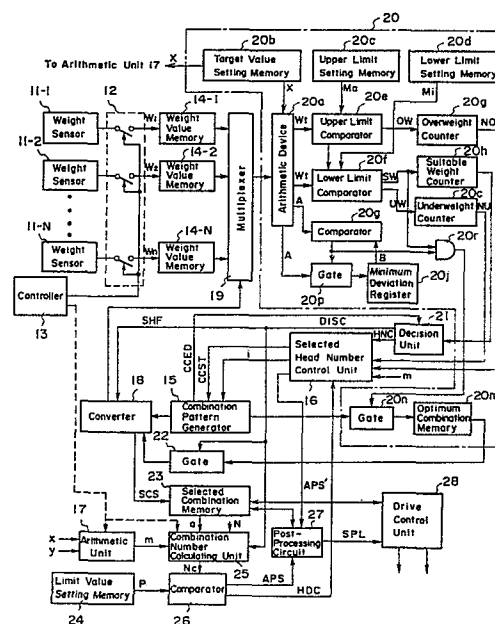 20
20b
20c
20d
To Arithmetic Unit 17
X
Target Value
Setting Memory
Upper Limit
Setting Memory
Lower Limit
Setting Memory
11-1
12
14-1
X
20a
Ma
20e
Mi
20g
Weight
Sensor
W1
Weight
Value
Memory
Multiplexer
Arithmetic Device
Wt
Upper Limit
Comparator
OW
Overweight
Counter
NO
11-2
14-2
20f
20h
Weight
Sensor
W2
Weight
Value
Memory
Wt
Lower Limit
Comparator
SW
Suitable
Weight
Counter
20c
UW
Underweight
Counter
NU
A
20g
Comparator
20r
11-N
14-N
Weight
Sensor
Wn
Weight
Value
Memory
A
B
Gate
20p
Minimum
Deviation
Register
20j
19
Controller
13
21
SHF
CCED
CCST
DISC
HNC
Decision
Unit
i
Selected
Head Number
Control Unit
16
m
20n
20m
18
15
Converter
Combination
Pattern
Generator
Gate
Optimum
Combination
Memory
22
Gate
23
SCS
Selected
Combination
Memory
APS'
28
27
Drive
Control
Unit
17
a
N
x
y
Arithmetic
Unit
m
Combination
Number
Calculating Unit
25
Post-
Processing
Circuit
SPL
Nc
APS
HDC
Limit Value
Setting Memory
24
P
Comparator
26